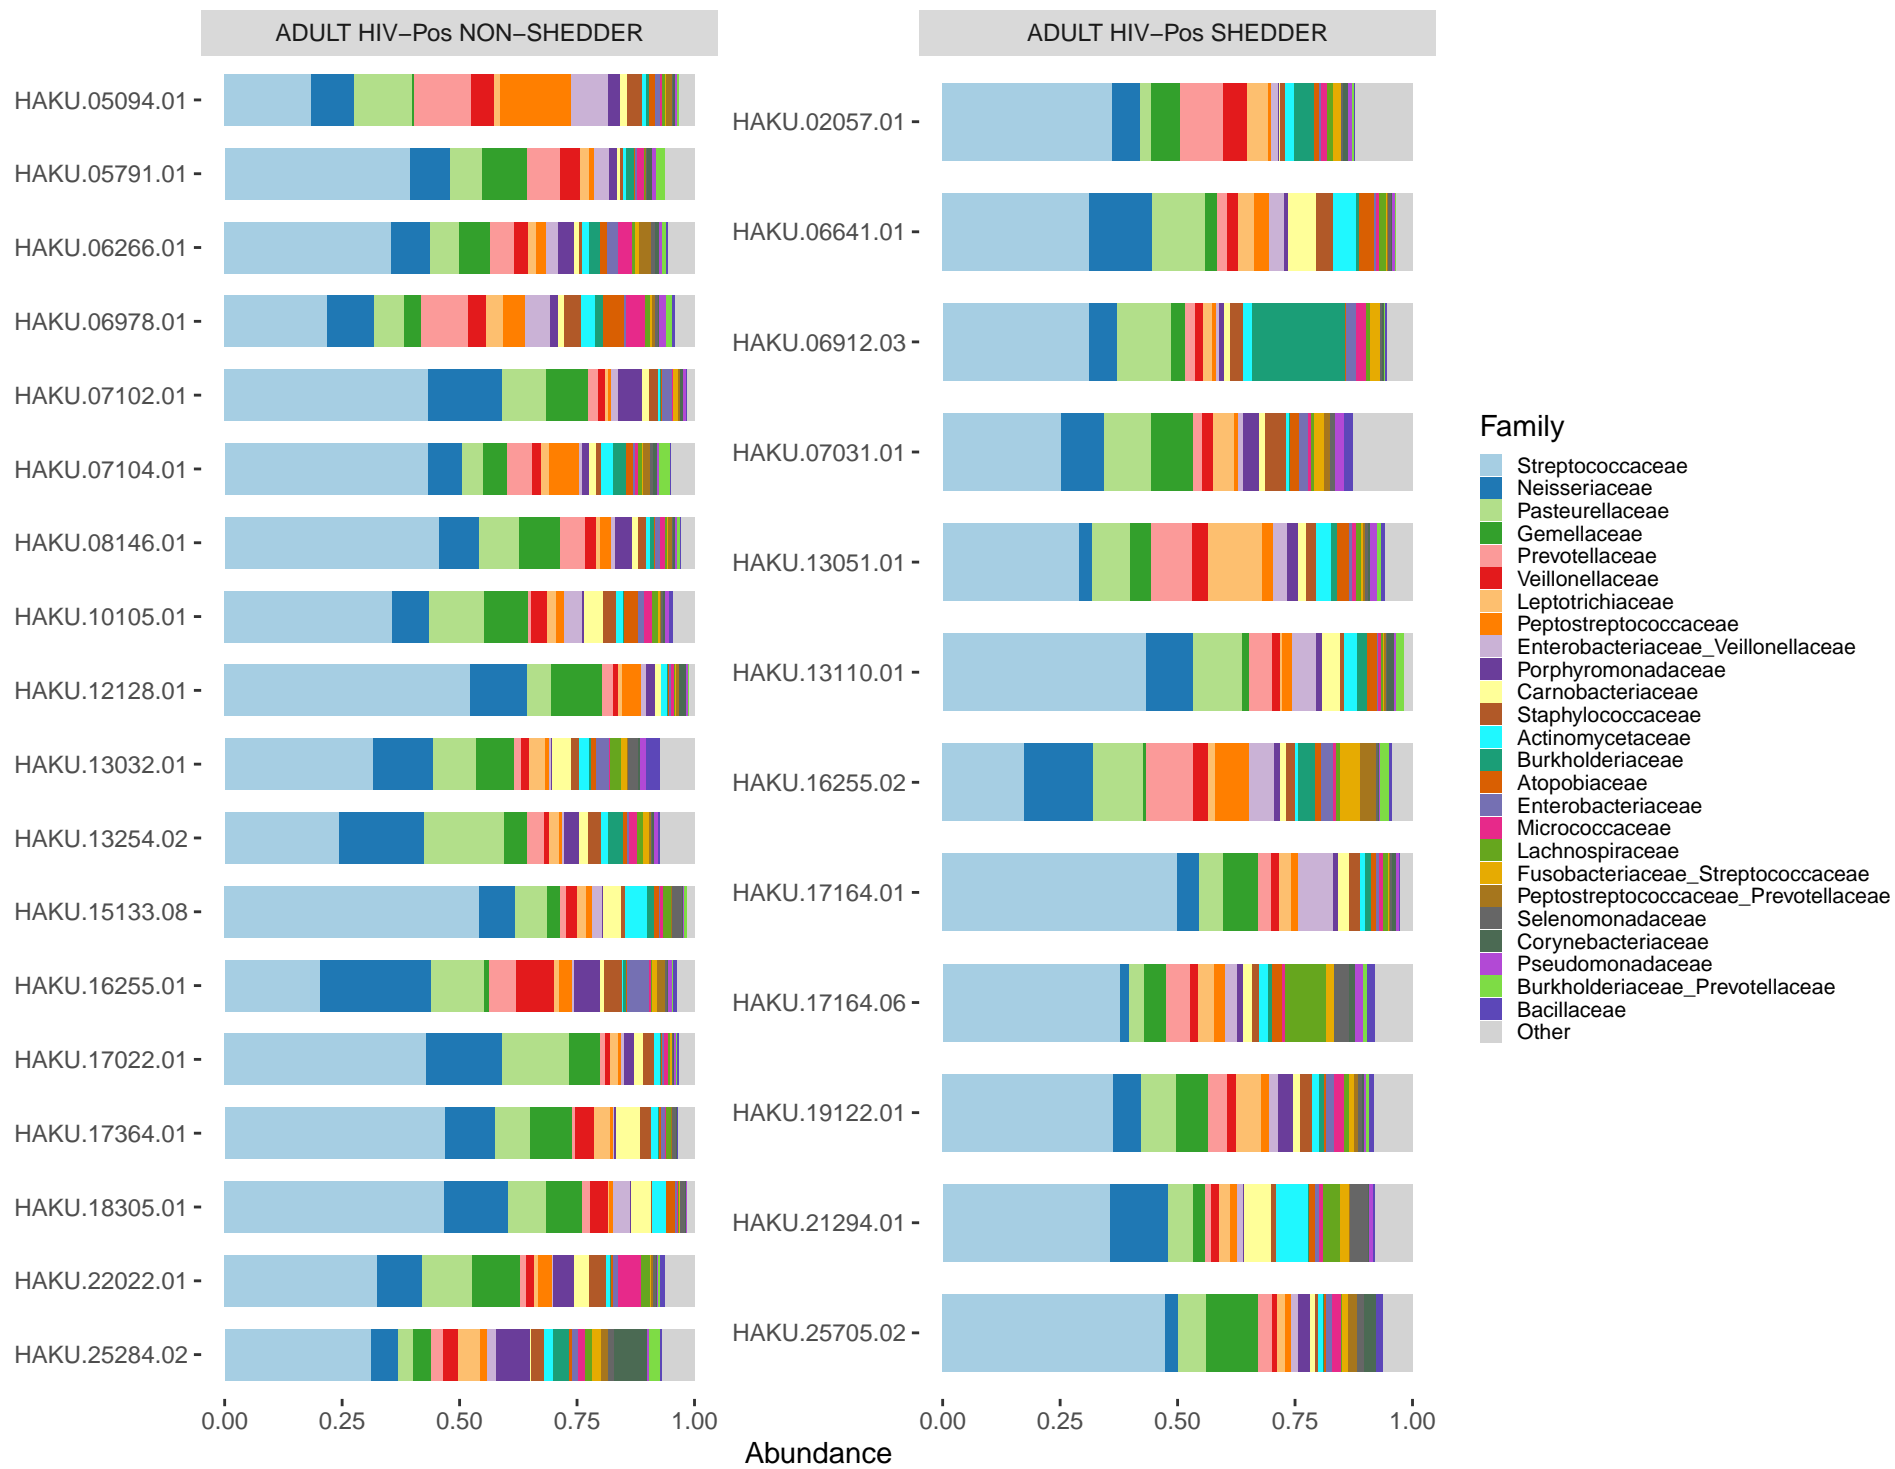 ADULT HIV−Pos NON−SHEDDER
HAKU.05094.01
HAKU.05791.01
HAKU.06266.01
HAKU.06978.01
HAKU.07102.01
HAKU.07104.01
HAKU.08146.01
HAKU.10105.01
HAKU.12128.01
HAKU.13032.01
HAKU.13254.02
HAKU.15133.08
HAKU.16255.01
HAKU.17022.01
HAKU.17364.01
HAKU.18305.01
HAKU.22022.01
HAKU.25284.02
0.00 0.25 0.50 0.75 1.00
ADULT HIV−Pos SHEDDER
HAKU.02057.01
HAKU.06641.01
HAKU.06912.03
HAKU.07031.01
HAKU.13051.01
HAKU.13110.01
HAKU.16255.02
HAKU.17164.01
HAKU.17164.06
HAKU.19122.01
HAKU.21294.01
HAKU.25705.02
0.00 0.25 0.50 0.75 1.00
Abundance
Family
Streptococcaceae
Neisseriaceae
Pasteurellaceae
Gemellaceae
Prevotellaceae
Veillonellaceae
Leptotrichiaceae
Peptostreptococcaceae
Enterobacteriaceae_Veillonellaceae
Porphyromonadaceae
Carnobacteriaceae
Staphylococcaceae
Actinomycetaceae
Burkholderiaceae
Atopobiaceae
Enterobacteriaceae
Micrococcaceae
Lachnospiraceae
Fusobacteriaceae_Streptococcaceae
Peptostreptococcaceae_Prevotellaceae
Selenomonadaceae
Corynebacteriaceae
Pseudomonadaceae
Burkholderiaceae_Prevotellaceae
Bacillaceae
Other